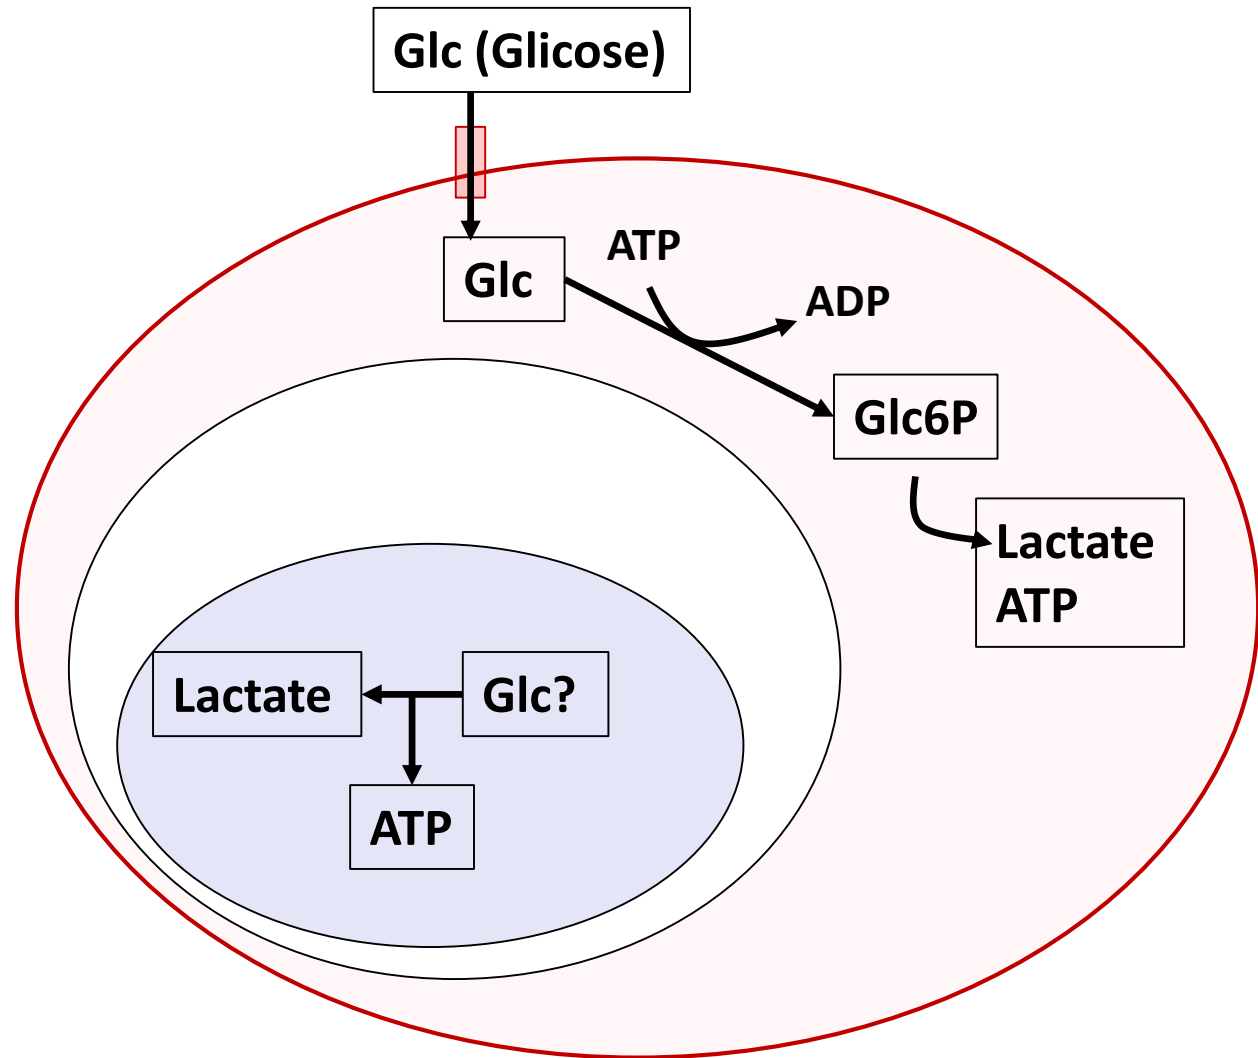 Glc (Glicose)
ATP
Glc
ADP
Glc6P
Lactate
ATP
Lactate
Glc?
ATP